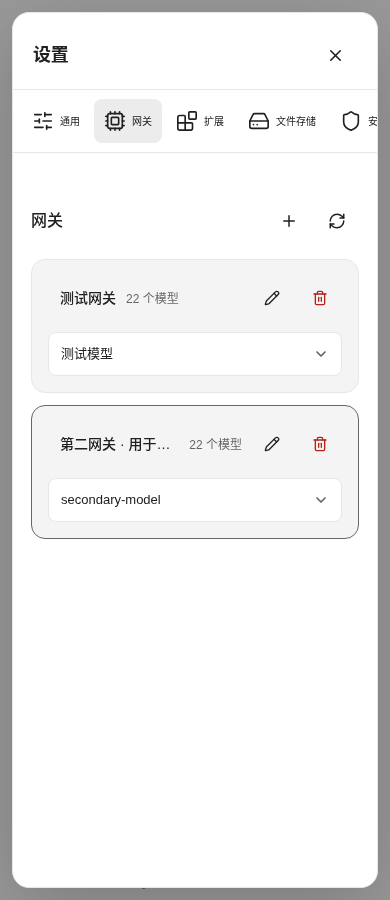 设置
通用 网关 扩展 文件存储 安
网关
测试网关 22 个模型
测试模型
第二网关 · 用于… 22 个模型
secondary-model